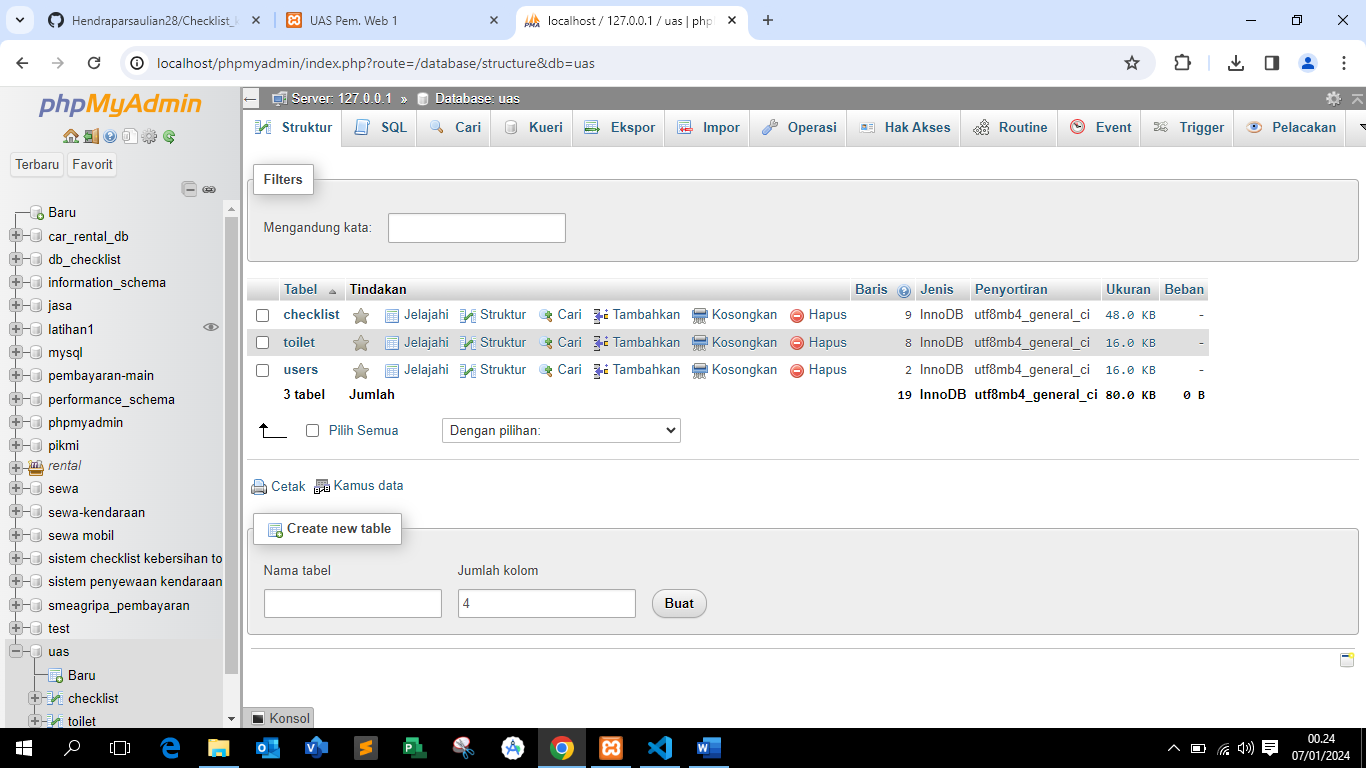 Hendraparsaulian28/Checklist_k
UAS Pem. Web 1
localhost / 127.0.0.1 / uas | php
localhost/phpmyadmin/index.php?route=/database/structure&db=uas
phpMyAdmin
Terbaru
Favorit
Baru
car_rental_db
db_checklist
information_schema
jasa
latihan1
mysql
pembayaran-main
performance_schema
phpmyadmin
pikmi
rental
sewa
sewa-kendaraan
sewa mobil
sistem checklist kebersihan to
sistem penyewaan kendaraan
smeagripa_pembayaran
test
uas
Baru
checklist
toilet
Server: 127.0.0.1 » Database: uas
Struktur SQL Cari Kueri Ekspor Impor Operasi Hak Akses Routine Event Trigger Pelacakan
Filters
Mengandung kata:
Tabel Tindakan Baris Jenis Penyortiran Ukuran Beban
checklist Jelajahi Struktur Cari Tambahkan Kosongkan Hapus 9 InnoDB utf8mb4_general_ci 48.0 KB -
toilet Jelajahi Struktur Cari Tambahkan Kosongkan Hapus 8 InnoDB utf8mb4_general_ci 16.0 KB -
users Jelajahi Struktur Cari Tambahkan Kosongkan Hapus 2 InnoDB utf8mb4_general_ci 16.0 KB -
3 tabel Jumlah 19 InnoDB utf8mb4_general_ci 80.0 KB 0 B
Pilih Semua Dengan pilihan:
Cetak Kamus data
Create new table
Nama tabel Jumlah kolom
4 Buat
Konsol
00.24
07/01/2024